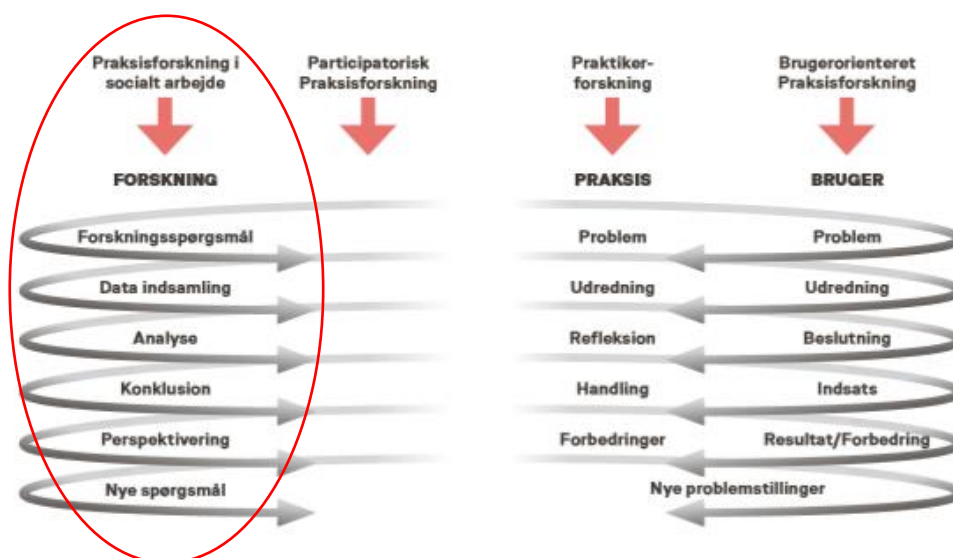 Praksisforskning i
socialt arbejde
Participatorisk
Praksisforskning
Praktiker-
forskning
Brugerorienteret
Praksisforskning
FORSKNING
PRAKSIS
BRUGER
Forskningsspørgsmål
Problem
Problem
Data indsamling
Udredning
Udredning
Analyse
Refleksion
Beslutning
Konklusion
Handling
Indsats
Perspektivering
Forbedringer
Resultat/Forbedring
Nye spørgsmål
Nye problemstillinger